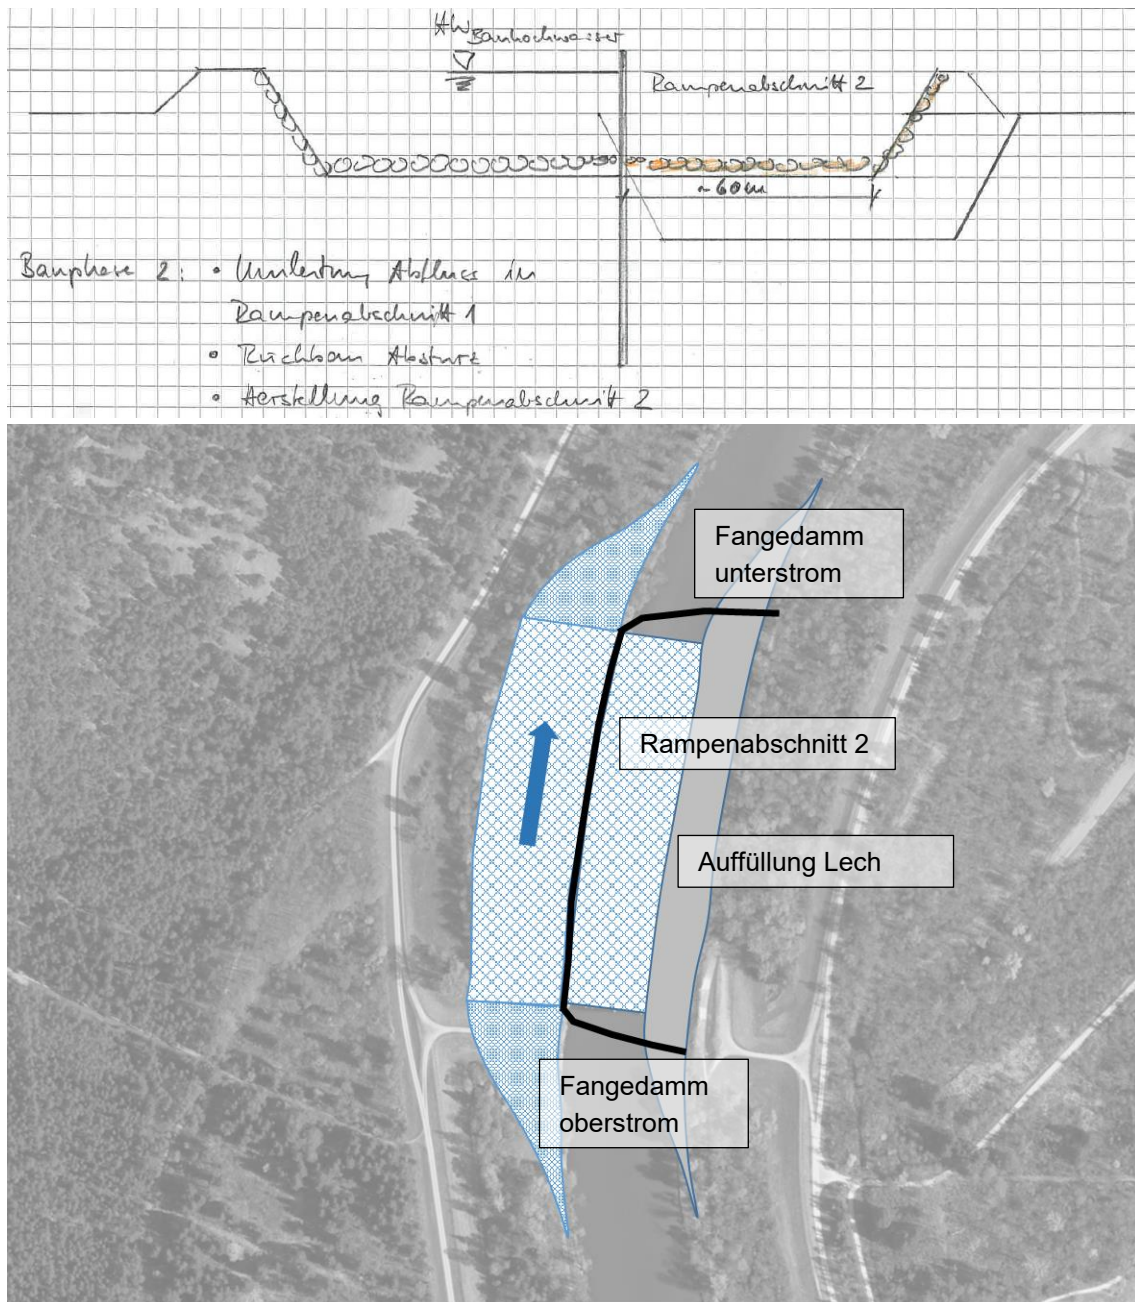 HW Bauhochwasser
Rampenabschnitt 2
~60m
Bauphase 2: • Umleitung Abfluss in
Rampenabschnitt 1
• Rückbau Absturz
• Herstellung Rampenabschnitt 2
Fangedamm
unterstrom
Rampenabschnitt 2
Auffüllung Lech
Fangedamm
oberstrom